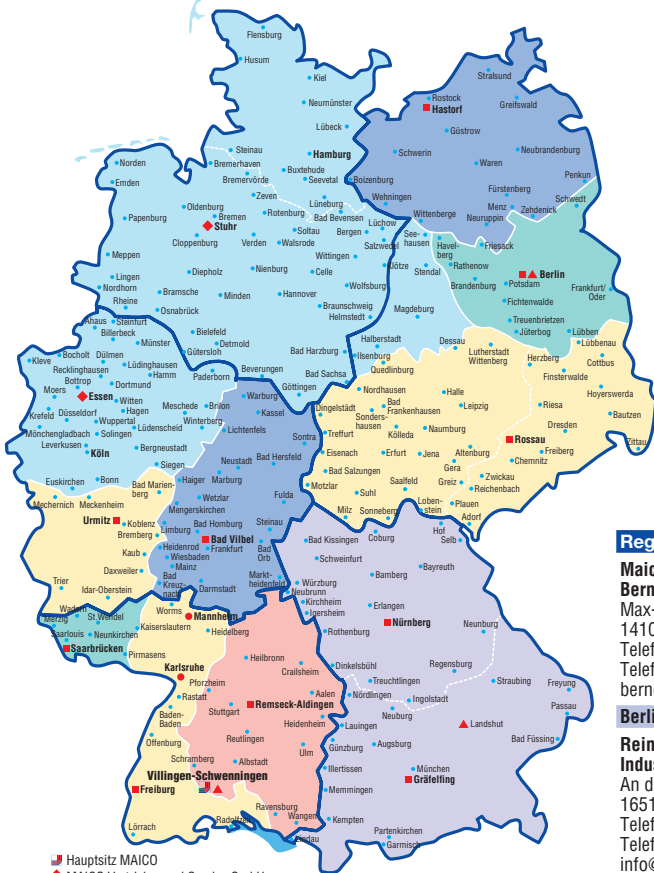 Flensburg
Husum
Kiel
Neumünster
Lübeck
Hamburg
Stralsund
Rostock
Hastorf
Greifswald
Güstrow
Schwerin
Neubrandenburg
Waren
Penkun
Boizenburg
Fürstenberg
Wehningen
Menz
Zehdenick
Schwedt
Wittenberge
Neuruppin
Steinau
Norden
Bremerhaven
Bremervörde
Buxtehude
Seevetal
Emden
Zeven
Oldenburg
Lüneburg
Papenburg
Bremen
Rotenburg
Bad Bevensen
Stuhr
Lüchow
Soltau
Bergen
Cloppenburg
Verden
Walsrode
Salzwedel
See-
hausen
Havel-
berg
Friesack
Wittingen
Meppen
Klötze
Stendal
Rathenow
Berlin
Diepholz
Nienburg
Celle
Lingen
Brandenburg
Potsdam
Frankfurt/
Oder
Nordhorn
Bramsche
Minden
Hannover
Wolfsburg
Fichtenwalde
Rheine
Osnabrück
Braunschweig
Helmstedt
Magdeburg
Treuenbrietzen
Jüterbog
Lübben
Ahaus
Steinfurt
Billerbeck
Bielefeld
Detmold
Münster
Gütersloh
Halberstadt
Dessau
Lübbenau
Kleve
Bocholt
Dülmen
Bad Harzburg
Ilsenburg
Lutherstadt
Wittenberg
Herzberg
Cottbus
Recklinghausen
Lüdinghausen
Quedlinburg
Finsterwalde
Bottrop
Hamm
Paderborn
Beverungen
Bad Sachsa
Moers
Dortmund
Göttingen
Nordhausen
Hoyerswerda
Essen
Witten
Warburg
Halle
Krefeld
Düsseldorf
Hagen
Meschede
Brilon
Kassel
Dingelstädt
Sonders-
hausen
Bad
Frankenhausen
Leipzig
Riesa
Bautzen
Wuppertal
Lüdenscheid
Winterberg
Mönchengladbach
Solingen
Lichtenfels
Treffurt
Kölleda
Naumburg
Dresden
Leverkusen
Bergneustadt
Sontra
Rossau
Zittau
Köln
Eisenach
Erfurt
Jena
Altenburg
Freiberg
Siegen
Neustadt
Bad Hersfeld
Chemnitz
Bad Salzungen
Gera
Euskirchen
Bonn
Bad Marien-
berg
Haiger
Marburg
Saalfeld
Greiz
Zwickau
Reichenbach
Motzlar
Suhl
Mechernich
Meckenheim
Wetzlar
Fulda
Loben-
stein
Plauen
Mengerskirchen
Milz
Sonneberg
Adorf
Urmitz
Koblenz
Limburg
Bad Homburg
Steinau
Hof
Bremberg
Bad Vilbel
Bad Kissingen
Coburg
Selb
Kaub
Heidenrod
Frankfurt
Bad
Orb
Wiesbaden
Schweinfurt
Bayreuth
Daxweiler
Mainz
Bamberg
Trier
Bad
Kreuz-
nach
Markt-
heidenfeld
Würzburg
Idar-Oberstein
Darmstadt
Neubrunn
Kirchheim
Erlangen
Wadern
Worms
Igersheim
Merzig
St.Wendel
Mannheim
Nürnberg
Saarlouis
Neunkirchen
Kaiserslautern
Heidelberg
Rothenburg
Neunburg
Saarbrücken
Pirmasens
Heilbronn
Dinkelsbühl
Regensburg
Karlsruhe
Crailsheim
Treuchtlingen
Straubing
Pforzheim
Aalen
Nördlingen
Freyung
Rastatt
Remseck-Aldingen
Ingolstadt
Baden-
Baden
Stuttgart
Neuburg
Passau
Heidenheim
Lauingen
Landshut
Offenburg
Reutlingen
Günzburg
Augsburg
Bad Füssing
Ulm
Schramberg
Albstadt
Illertissen
München
Villingen-Schwenningen
Gräfelfing
Freiburg
Memmingen
Ravensburg
Radolfzell
Wangen
Kempten
Lörrach
Lindau
Partenkirchen
Garmisch
Hauptsitz MAICO
Reg
Maic
Bern
Max-
1410
Telef
Telef
bern
Berli
Rein
Indus
An d
1651
Telef
Telef
info@